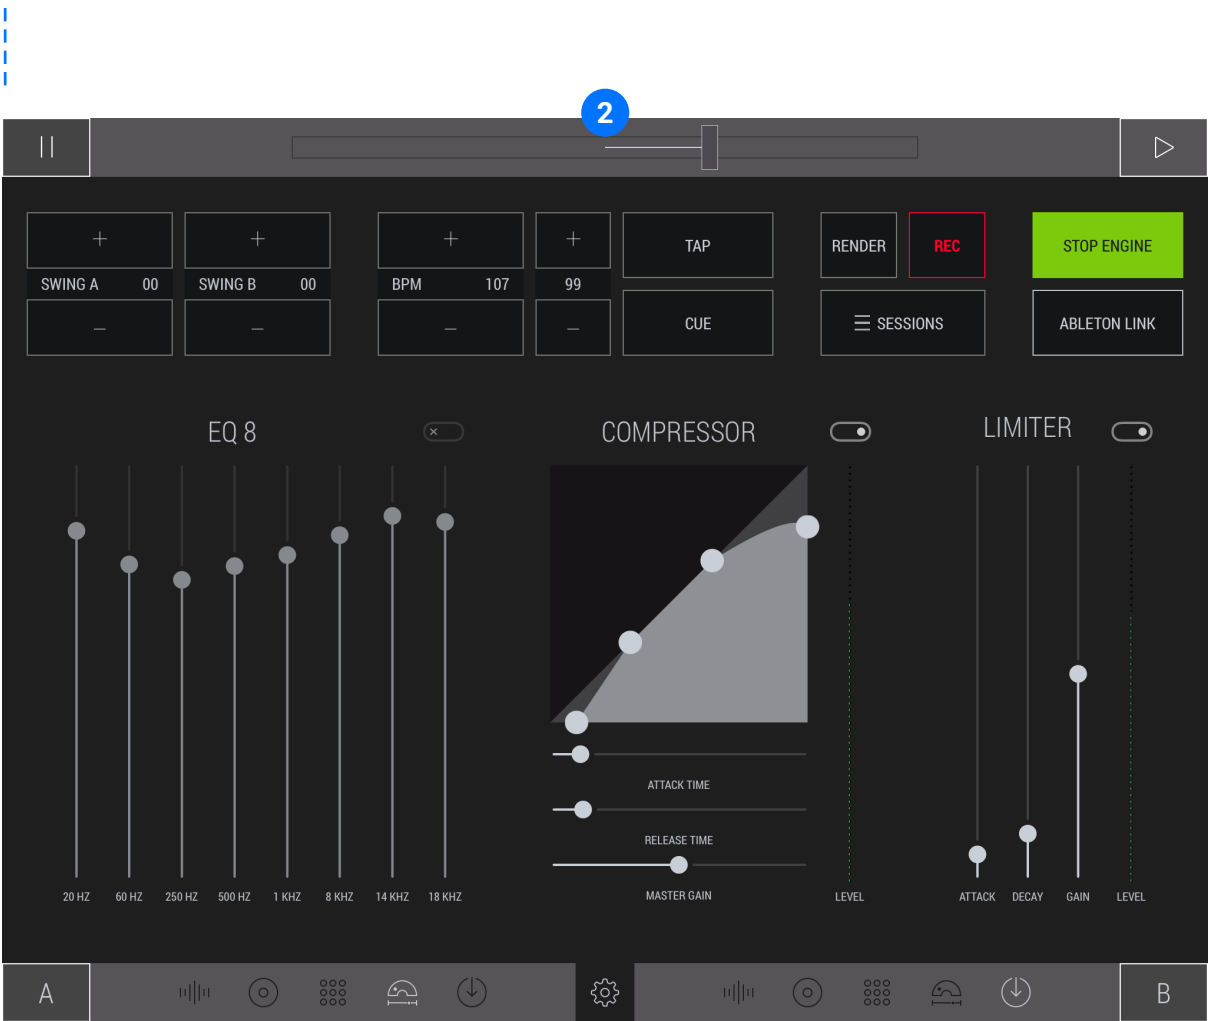 2
+ + + + TAP RENDER REC STOP ENGINE
SWING A 00 SWING B 00 BPM 107 99
– – – – CUE SESSIONS ABLETON LINK
EQ 8 COMPRESSOR LIMITER
ATTACK TIME
RELEASE TIME
MASTER GAIN
20 HZ 60 HZ 250 HZ 500 HZ 1 KHZ 8 KHZ 14 KHZ 18 KHZ LEVEL ATTACK DECAY GAIN LEVEL
A B